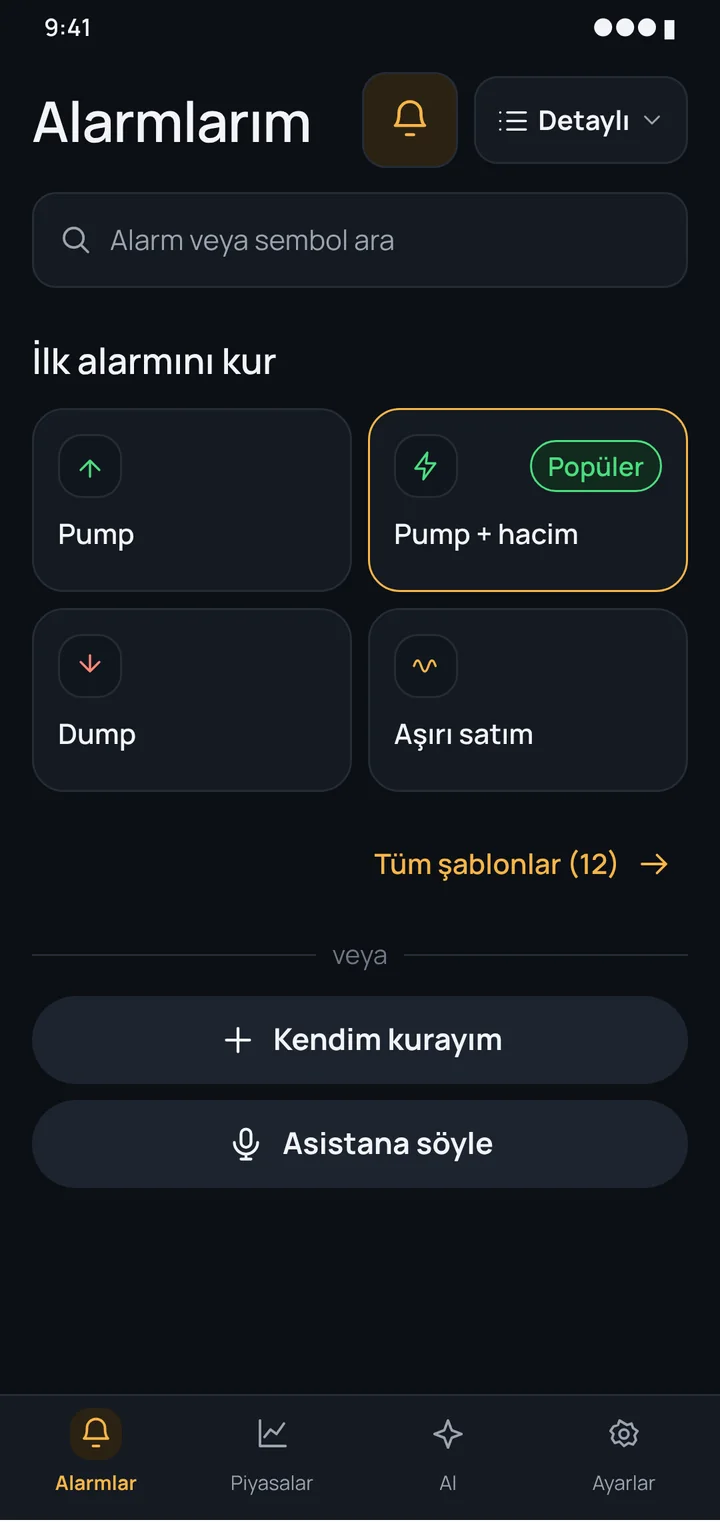 9:41
Alarmlarım
Detaylı
Alarm veya sembol ara
İlk alarmını kur
Pump
Popüler
Pump + hacim
Dump
Aşırı satım
Tüm şablonlar (12) →
veya
+ Kendim kurayım
Asistana söyle
Alarmlar
Piyasalar
AI
Ayarlar